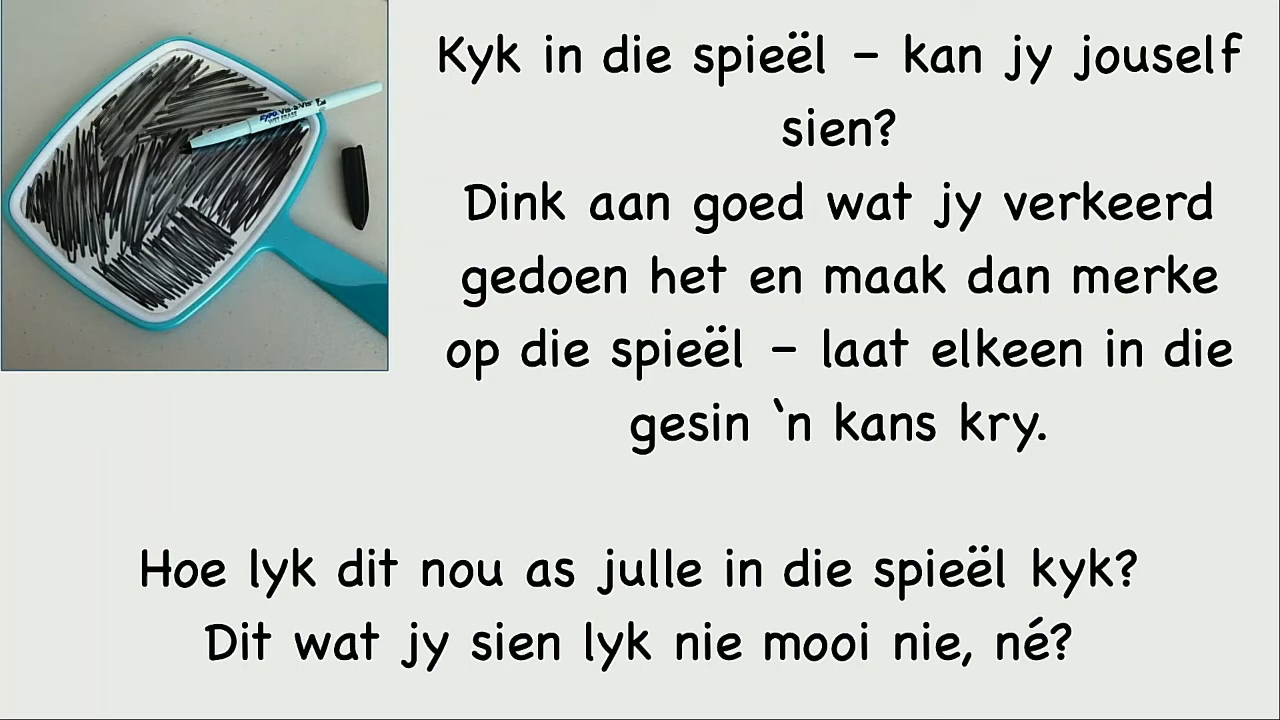 Kyk in die spieël – kan jy jouself
sien?
Dink aan goed wat jy verkeerd
gedoen het en maak dan merke
op die spieël – laat elkeen in die
gesin `n kans kry.
Hoe lyk dit nou as julle in die spieël kyk?
Dit wat jy sien lyk nie mooi nie, né?